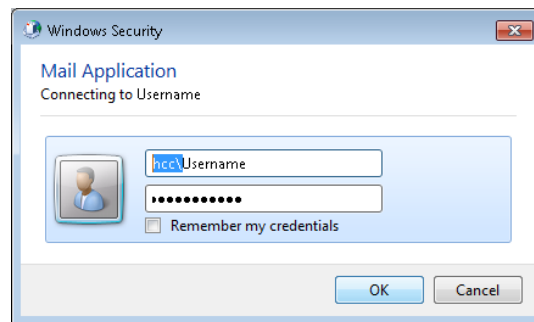 Windows Security
Mail Application
Connecting to Username
hcc\Username
•••••••••••
Remember my credentials
OK
Cancel